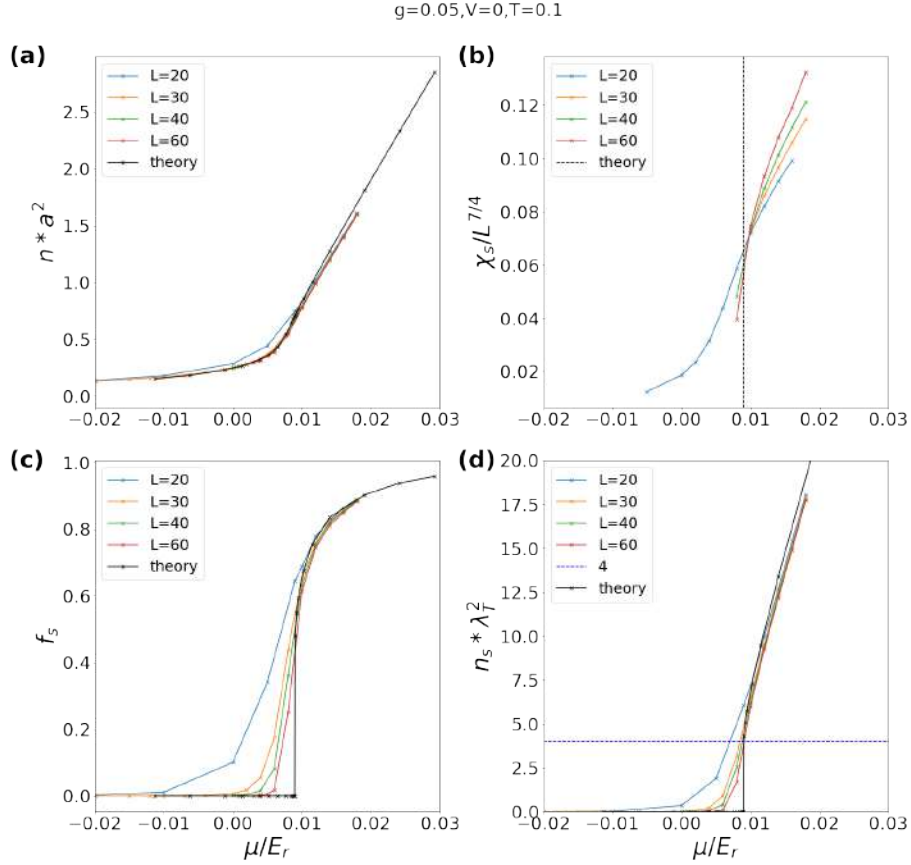 g=0.05,V=0,T=0.1
(a)
L=20
L=30
L=40
L=60
theory
n * a²
2.5
2.0
1.5
1.0
0.5
0.0
−0.02 −0.01 0.00 0.01 0.02 0.03
(b)
L=20
L=30
L=40
L=60
theory
χ_s/L^{7/4}
0.12
0.10
0.08
0.06
0.04
0.02
−0.02 −0.01 0.00 0.01 0.02 0.03
(c)
L=20
L=30
L=40
L=60
theory
f_s
1.0
0.8
0.6
0.4
0.2
0.0
−0.02 −0.01 0.00 0.01 0.02 0.03
μ/E_r
(d)
L=20
L=30
L=40
L=60
4
theory
n_s * λ_T²
20.0
17.5
15.0
12.5
10.0
7.5
5.0
2.5
0.0
−0.02 −0.01 0.00 0.01 0.02 0.03
μ/E_r